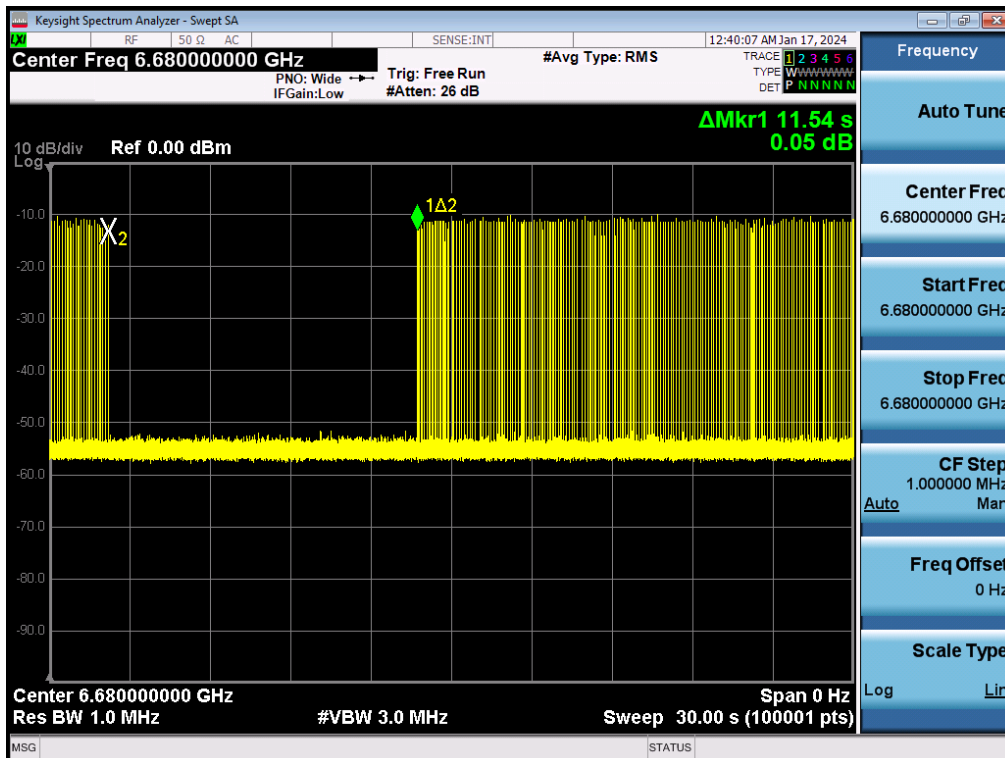 Keysight Spectrum Analyzer - Swept SA
LXI RF 50 Ω AC SENSE:INT 12:40:07 AM Jan 17, 2024
Center Freq 6.680000000 GHz
PNO: Wide
IFGain:Low
Trig: Free Run
#Atten: 26 dB
#Avg Type: RMS
TRACE 1 2 3 4 5 6
TYPE WWWWWW
DET P N N N N N
ΔMkr1 11.54 s
0.05 dB
10 dB/div Ref 0.00 dBm
Log
-10.0
-20.0
-30.0
-40.0
-50.0
-60.0
-70.0
-80.0
-90.0
X2
1Δ2
Center 6.680000000 GHz Span 0 Hz
Res BW 1.0 MHz #VBW 3.0 MHz Sweep 30.00 s (100001 pts)
MSG STATUS
Frequency
Auto Tune
Center Freq
6.680000000 GHz
Start Freq
6.680000000 GHz
Stop Freq
6.680000000 GHz
CF Step
1.000000 MHz
Auto Man
Freq Offset
0 Hz
Scale Type
Log Lin